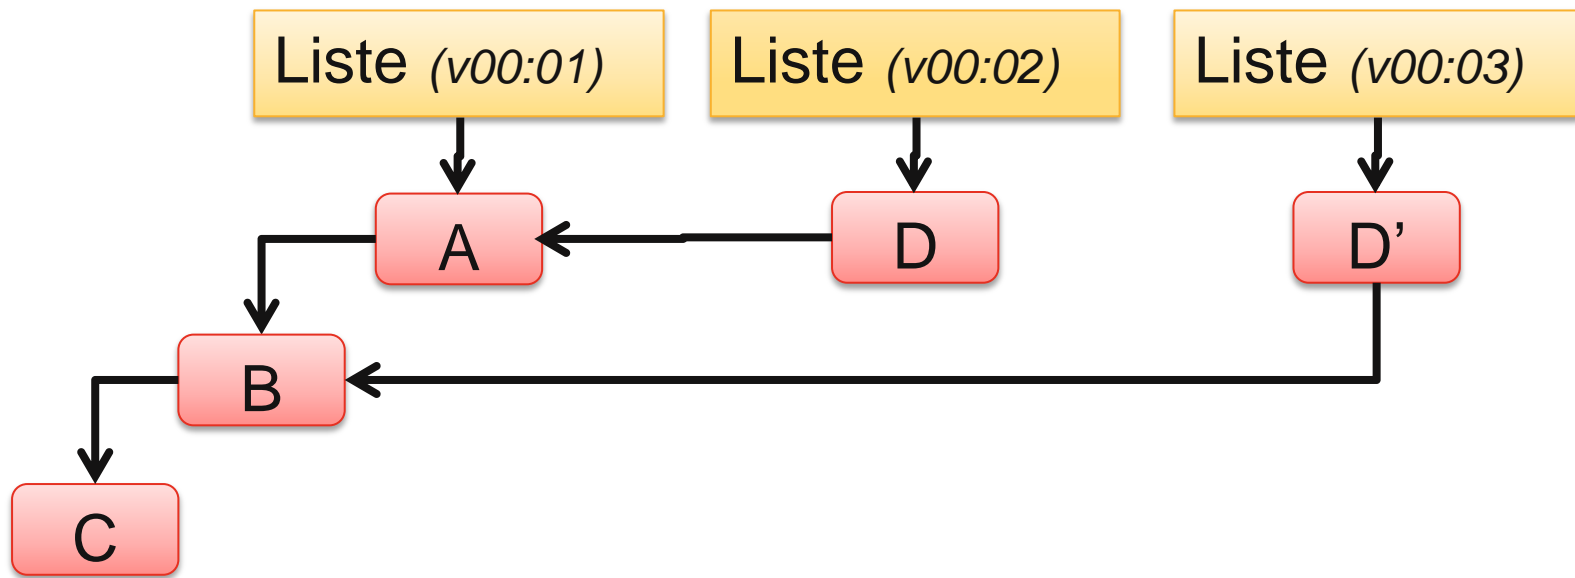 Liste (v00:01)
Liste (v00:02)
Liste (v00:03)
A
D
D’
B
C